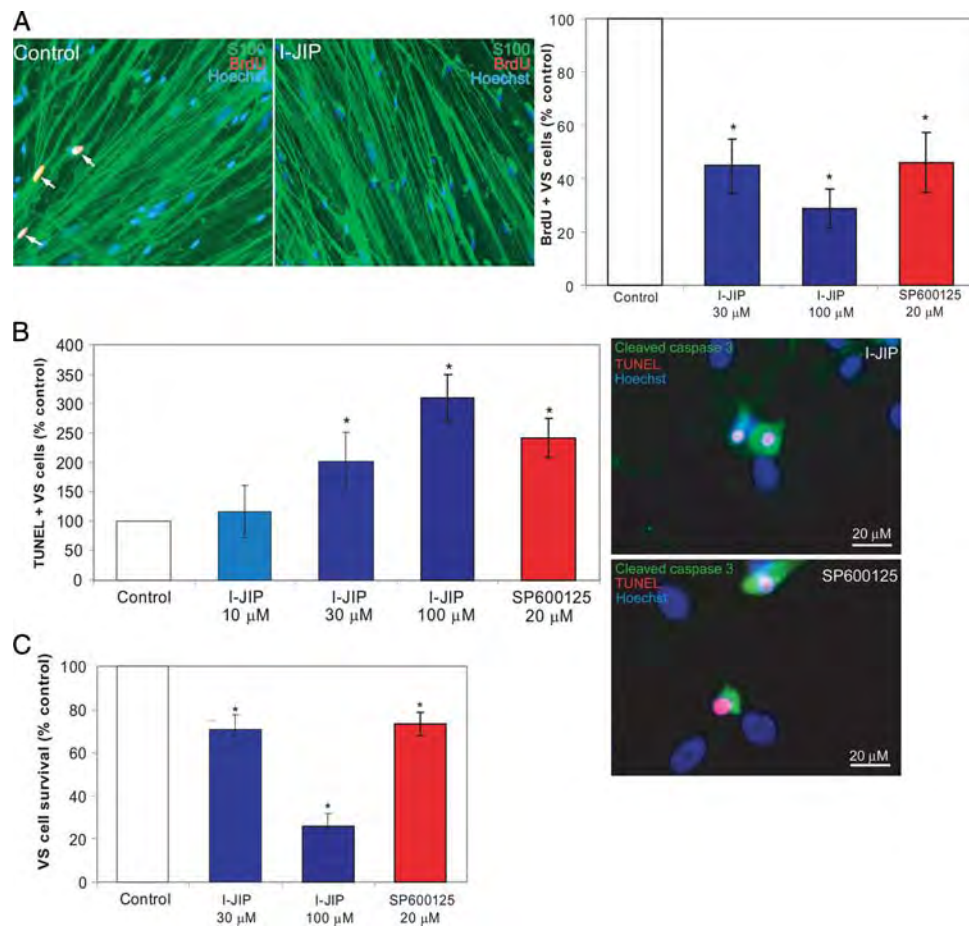 A
Control
S100
BrdU
Hoechst
I-JIP
S100
BrdU
Hoechst
BrdU + VS cells (% control)
100
80
60
40
20
0
*
*
*
Control
I-JIP
30 μM
I-JIP
100 μM
SP600125
20 μM
B
TUNEL + VS cells (% control)
400
350
300
250
200
150
100
50
0
*
*
*
Control
I-JIP
10 μM
I-JIP
30 μM
I-JIP
100 μM
SP600125
20 μM
Cleaved caspase 3
TUNEL
Hoechst
I-JIP
20 μM
Cleaved caspase 3
TUNEL
Hoechst
SP600125
20 μM
C
VS cell survival (% control)
100
80
60
40
20
0
*
*
*
Control
I-JIP
30 μM
I-JIP
100 μM
SP600125
20 μM